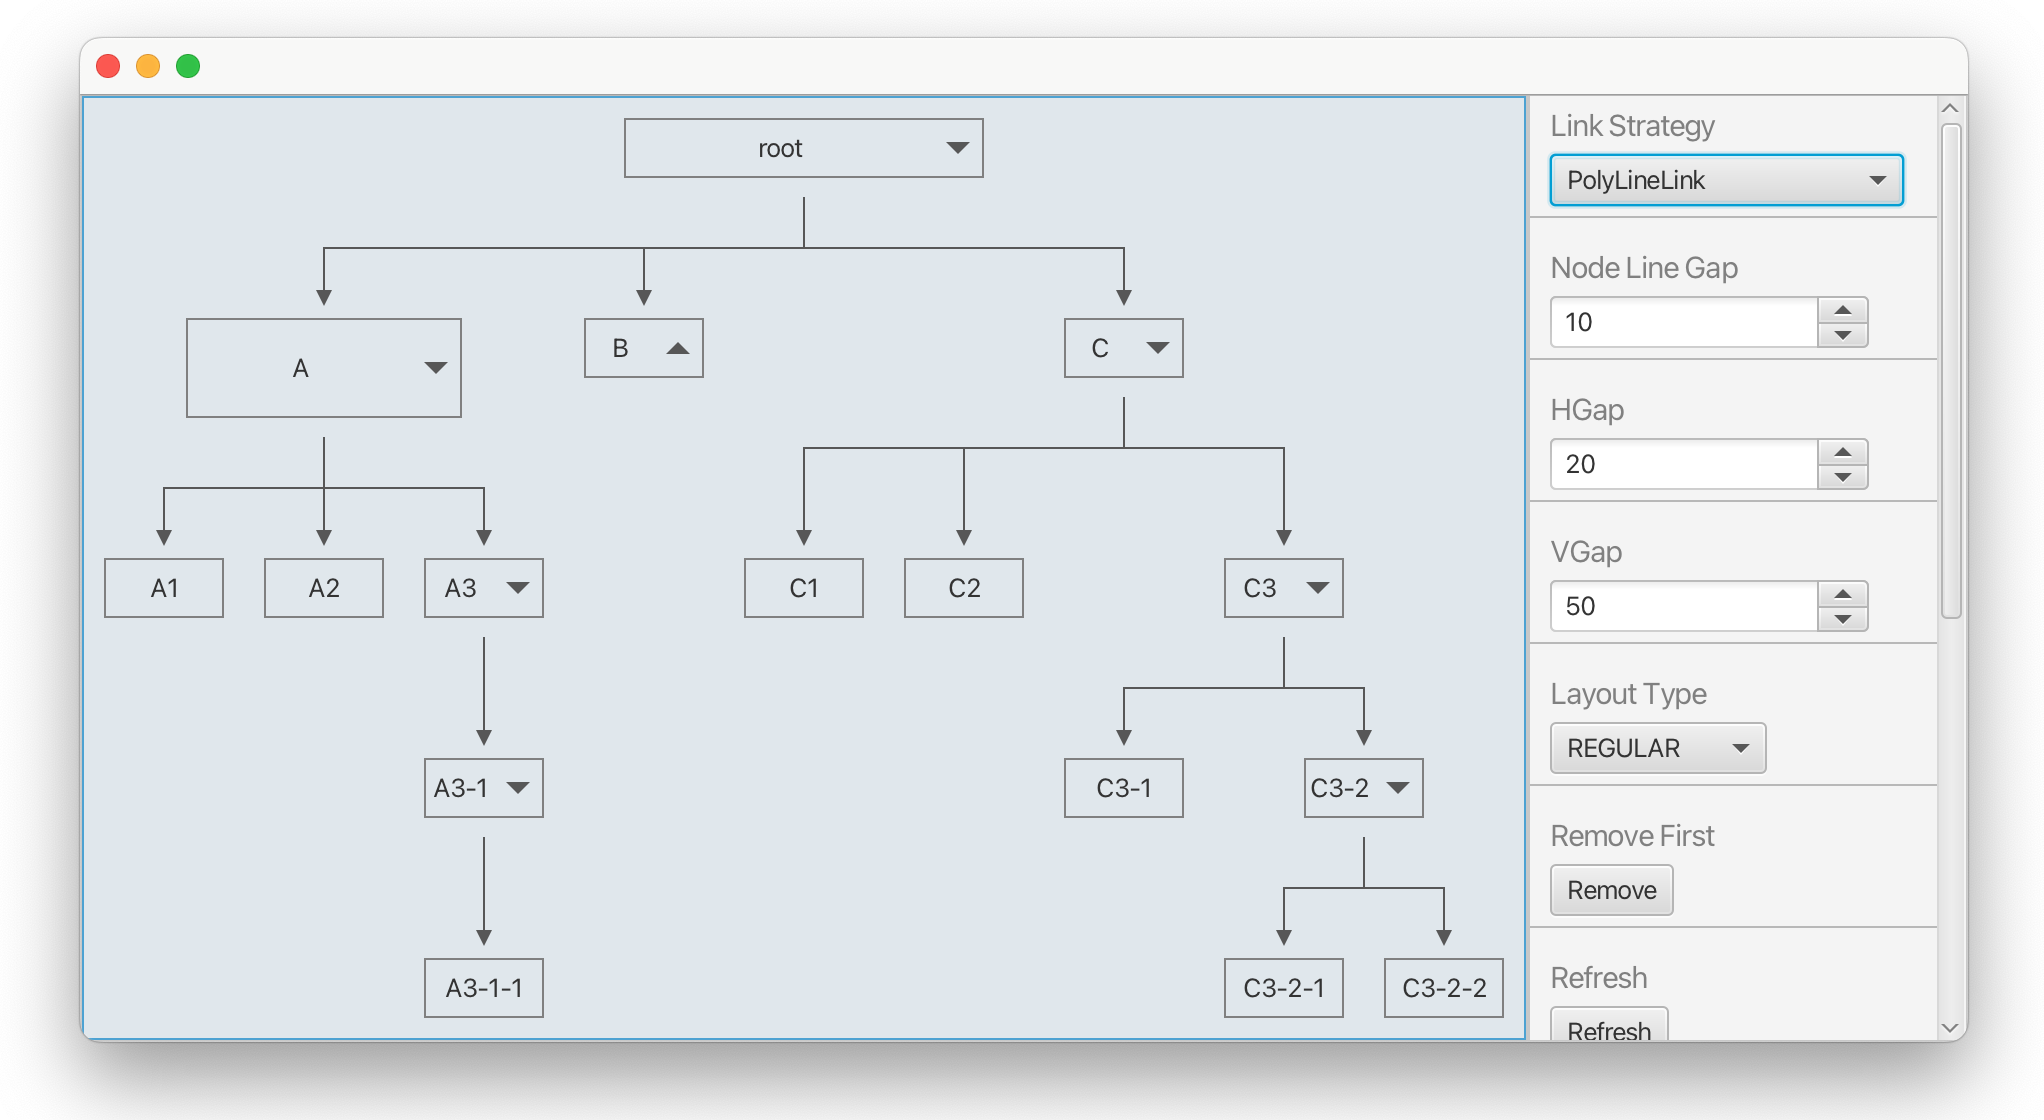 root
A
B
C
A1
A2
A3
C1
C2
C3
A3-1
C3-1
C3-2
A3-1-1
C3-2-1
C3-2-2
Link Strategy
PolyLineLink
Node Line Gap
10
HGap
20
VGap
50
Layout Type
REGULAR
Remove First
Remove
Refresh
Refresh